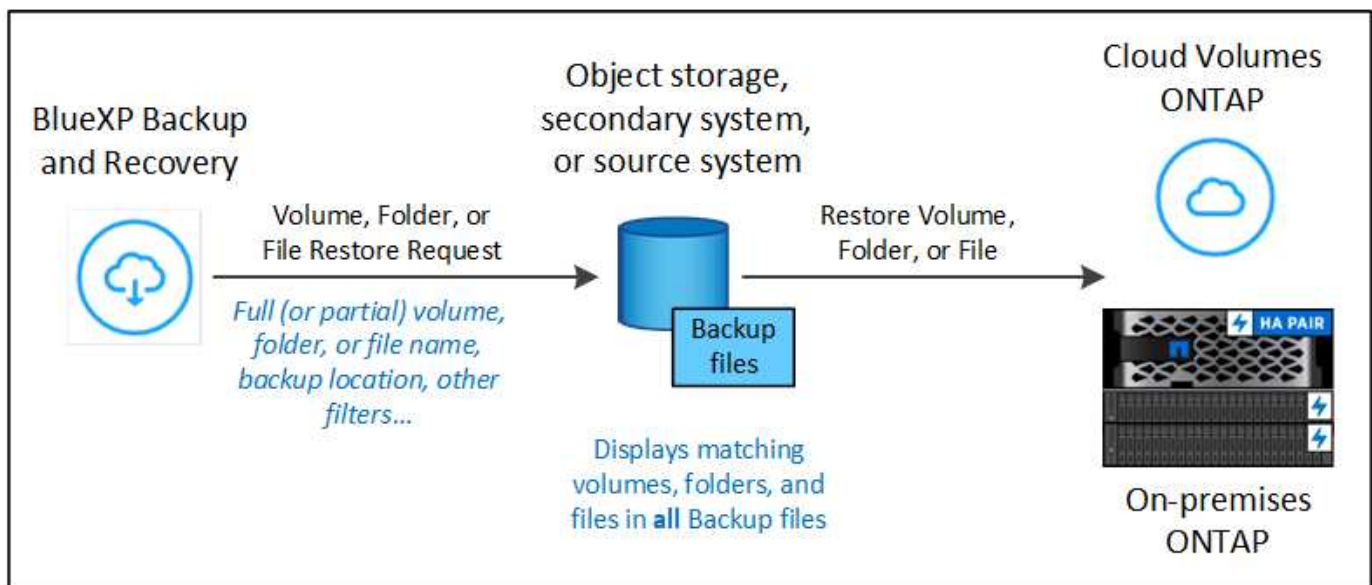 BlueXP Backup
and Recovery
Volume, Folder, or
File Restore Request
Full (or partial) volume,
folder, or file name,
backup location, other
filters...
Object storage,
secondary system,
or source system
Backup
files
Displays matching
volumes, folders, and
files in all Backup files
Restore Volume,
Folder, or File
Cloud Volumes
ONTAP
HA PAIR
On-premises
ONTAP